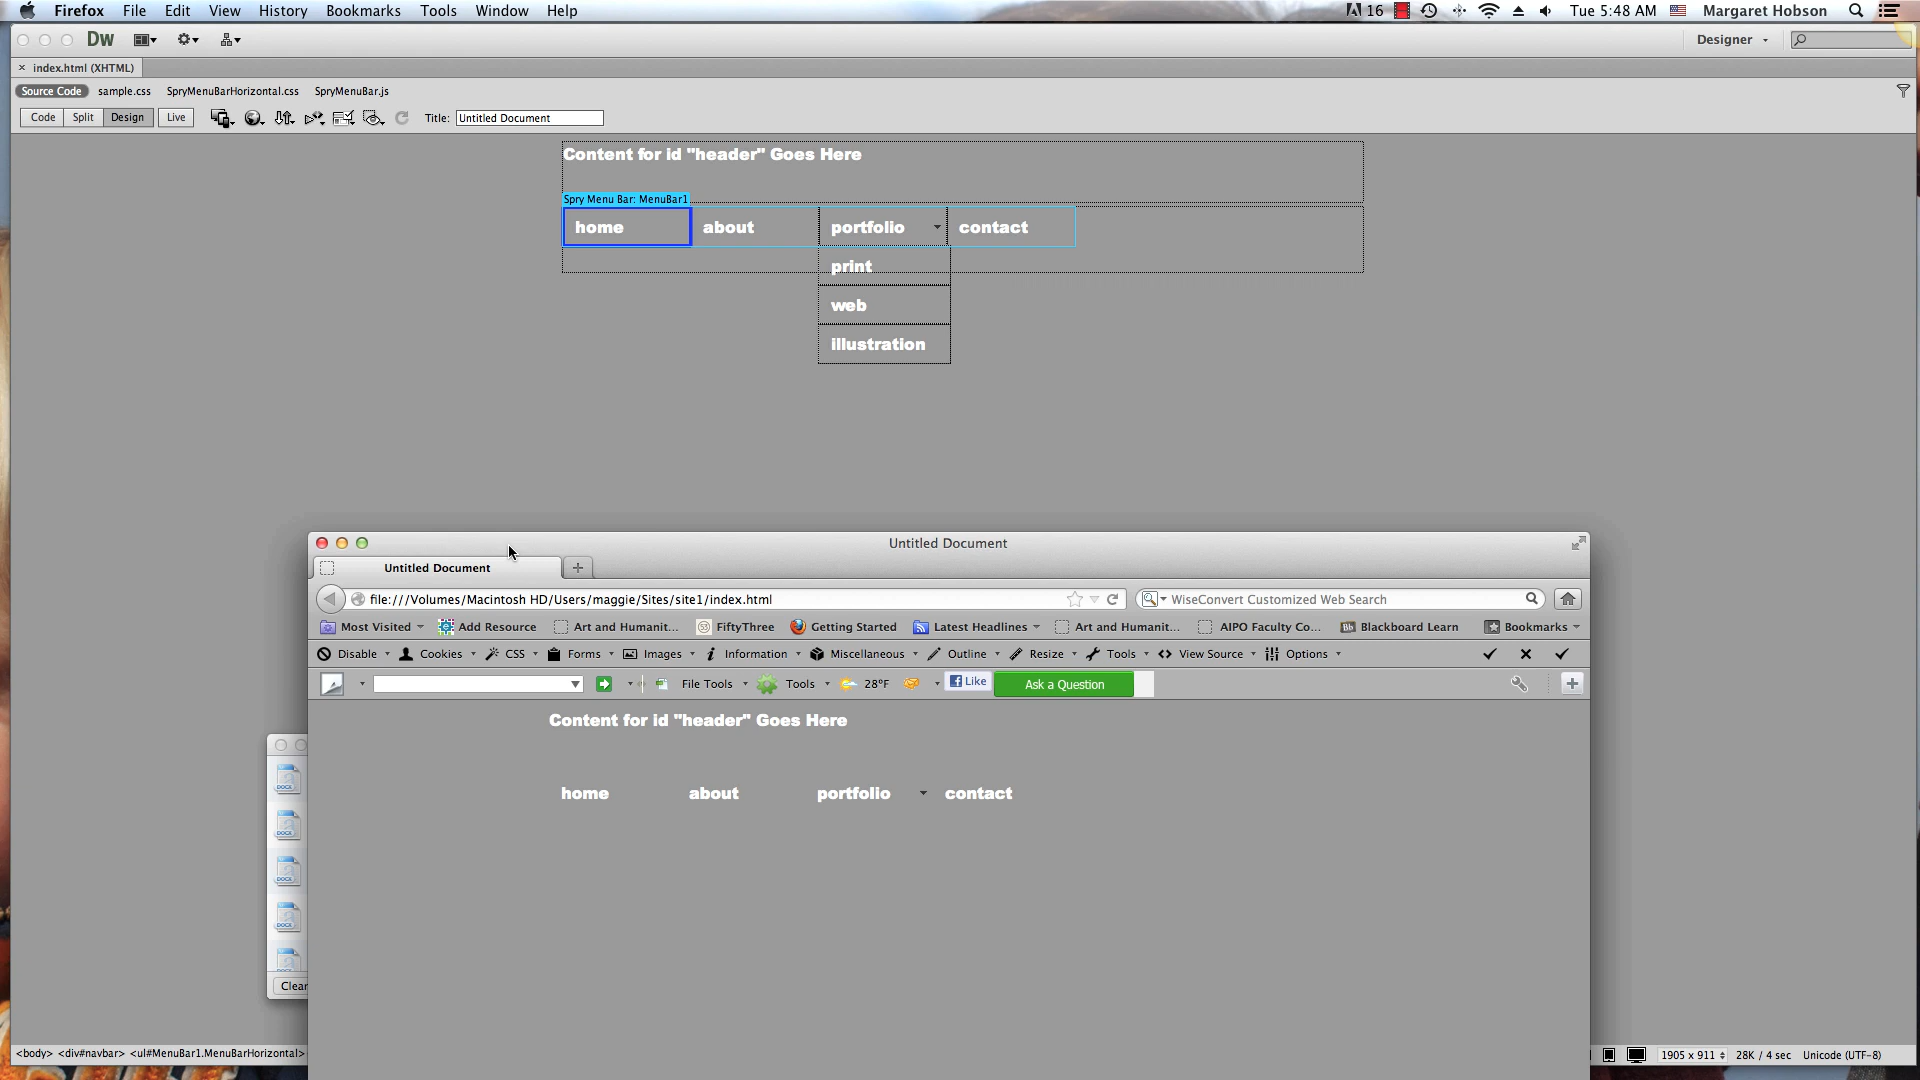 Firefox File Edit View History Bookmarks Tools Window Help
16 Tue 5:48 AM Margaret Hobson
Dw Designer
index.html (XHTML)
Source Code sample.css SpryMenuBarHorizontal.css SpryMenuBar.js
Code Split Design Live Title: Untitled Document
Content for id "header" Goes Here
Spry Menu Bar: MenuBar1
home about portfolio contact
print
web
illustration
Untitled Document
Untitled Document
file:///Volumes/Macintosh HD/Users/maggie/Sites/site1/index.html WiseConvert Customized Web Search
Most Visited Add Resource Art and Humanit... FiftyThree Getting Started Latest Headlines Art and Humanit... AIPO Faculty Co... Bb Blackboard Learn Bookmarks
Disable Cookies CSS Forms Images Information Miscellaneous Outline Resize Tools View Source Options
File Tools Tools 28°F Like Ask a Question
Content for id "header" Goes Here
home about portfolio contact
DOCX
DOCX
DOCX
DOCX
DOCX
Clear
<body> <div#navbar> <ul#MenuBar1.MenuBarHorizontal> 1905 x 911 28K / 4 sec Unicode (UTF-8)